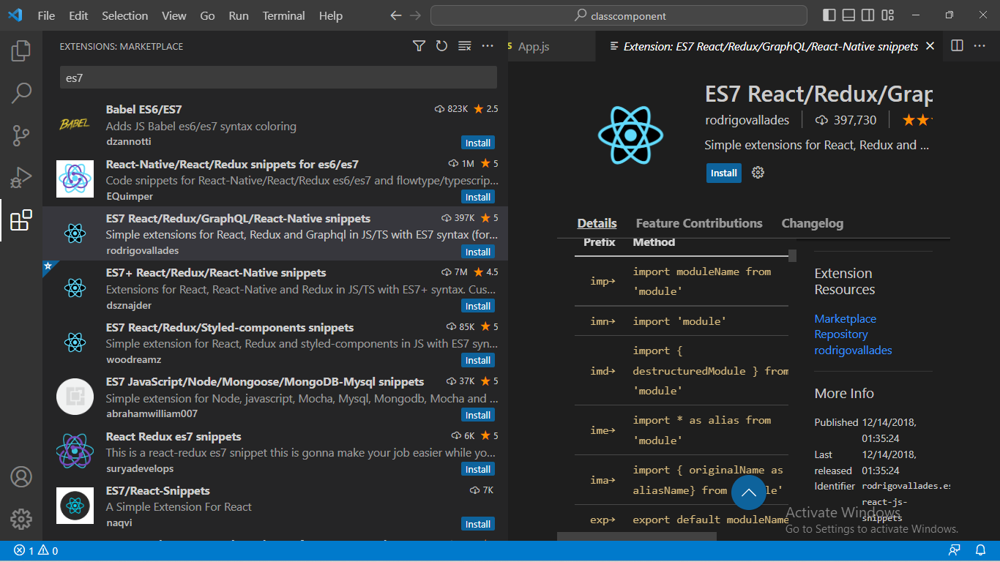 File Edit Selection View Go Run Terminal Help
classcomponent
EXTENSIONS: MARKETPLACE
es7
BABEL
Babel ES6/ES7 823K 2.5
Adds JS Babel es6/es7 syntax coloring
dzannotti Install
React-Native/React/Redux snippets for es6/es7 1M 5
Code snippets for React-Native/React/Redux es6/es7 and flowtype/typescrip...
EQuimper Install
ES7 React/Redux/GraphQL/React-Native snippets 397K 5
Simple extensions for React, Redux and Graphql in JS/TS with ES7 syntax (for...
rodrigovallades Install
ES7+ React/Redux/React-Native snippets 7M 4.5
Extensions for React, React-Native and Redux in JS/TS with ES7+ syntax. Cus...
dsznajder Install
ES7 React/Redux/Styled-components snippets 85K 5
Simple extension for React, Redux and styled-components in JS with ES7 syn...
woodreamz Install
ES7 JavaScript/Node/Mongoose/MongoDB-Mysql snippets 37K 5
Simple extension for Node, javascript, Mocha, Mysql, Mongodb, Mocha and ...
abrahamwilliam007 Install
React Redux es7 snippets 6K 5
This is a react-redux es7 snippet this is gonna make your job easier while yo...
suryadevelops Install
ES7/React-Snippets 7K
A Simple Extension For React
naqvi Install
App.js
Extension: ES7 React/Redux/GraphQL/React-Native snippets
ES7 React/Redux/Grap
rodrigovallades 397,730
Simple extensions for React, Redux and ...
Install
Details Feature Contributions Changelog
Prefix Method
imp→ import moduleName from
'module'
imn→ import 'module'
imd→ import {
destructuredModule } from
'module'
ime→ import * as alias from
'module'
ima→ import { originalName as
aliasName} from le'
exp→ export default moduleName
Extension
Resources
Marketplace
Repository
rodrigovallades
More Info
Published 12/14/2018,
01:35:24
Last 12/14/2018,
released 01:35:24
Identifier rodrigovallades.es
react-js-
snippets
Activate Windows
Go to Settings to activate Windows.
1 0